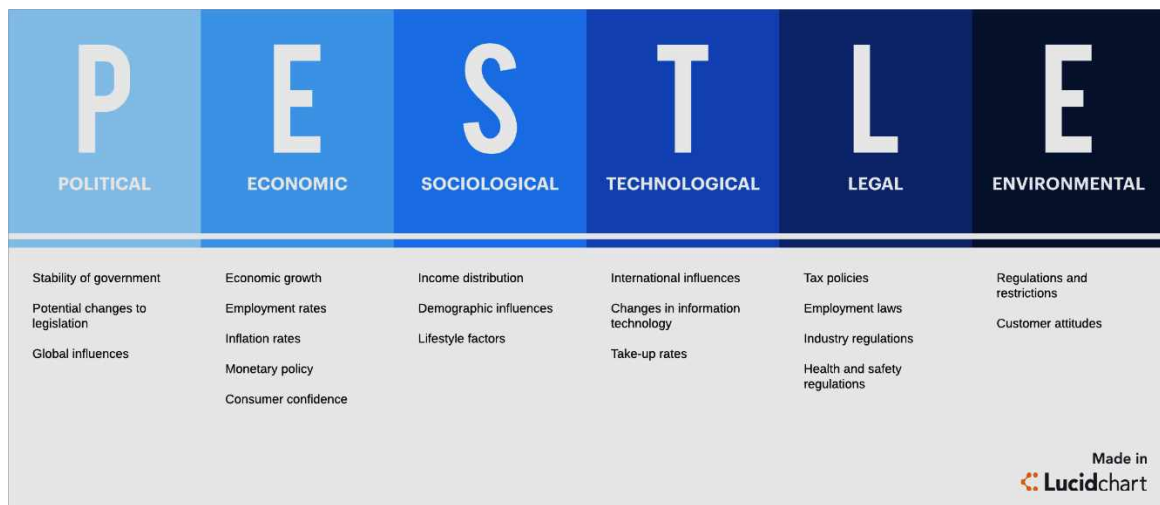 P
POLITICAL
E
ECONOMIC
S
SOCIOLOGICAL
T
TECHNOLOGICAL
L
LEGAL
E
ENVIRONMENTAL
Stability of government
Potential changes to
legislation
Global influences
Economic growth
Employment rates
Inflation rates
Monetary policy
Consumer confidence
Income distribution
Demographic influences
Lifestyle factors
International influences
Changes in information
technology
Take-up rates
Tax policies
Employment laws
Industry regulations
Health and safety
regulations
Regulations and
restrictions
Customer attitudes
Made in
Lucidchart